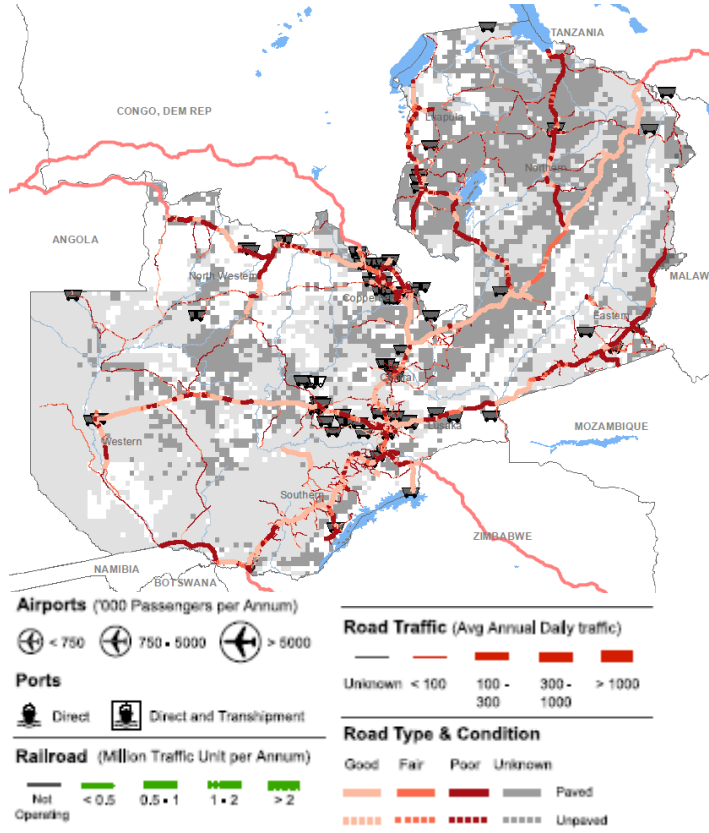 TANZANIA
CONGO, DEM REP
Luapula
Northern
ANGOLA
North Western
MALAW
Copperbelt
Eastern
Central
Lusaka
MOZAMBIQUE
Western
Southern
ZIMBABWE
NAMIBIA
BOTSWANA
Airports ('000 Passengers per Annum)
< 750 750 - 5000 > 5000
Ports
Direct Direct and Transhipment
Railroad (Million Traffic Unit per Annum)
Not Operating < 0.5 0.5 - 1 1 - 2 > 2
Road Traffic (Avg Annual Daily traffic)
Unknown < 100 100 - 300 300 - 1000 > 1000
Road Type & Condition
Good Fair Poor Unknown
Paved
Unpaved